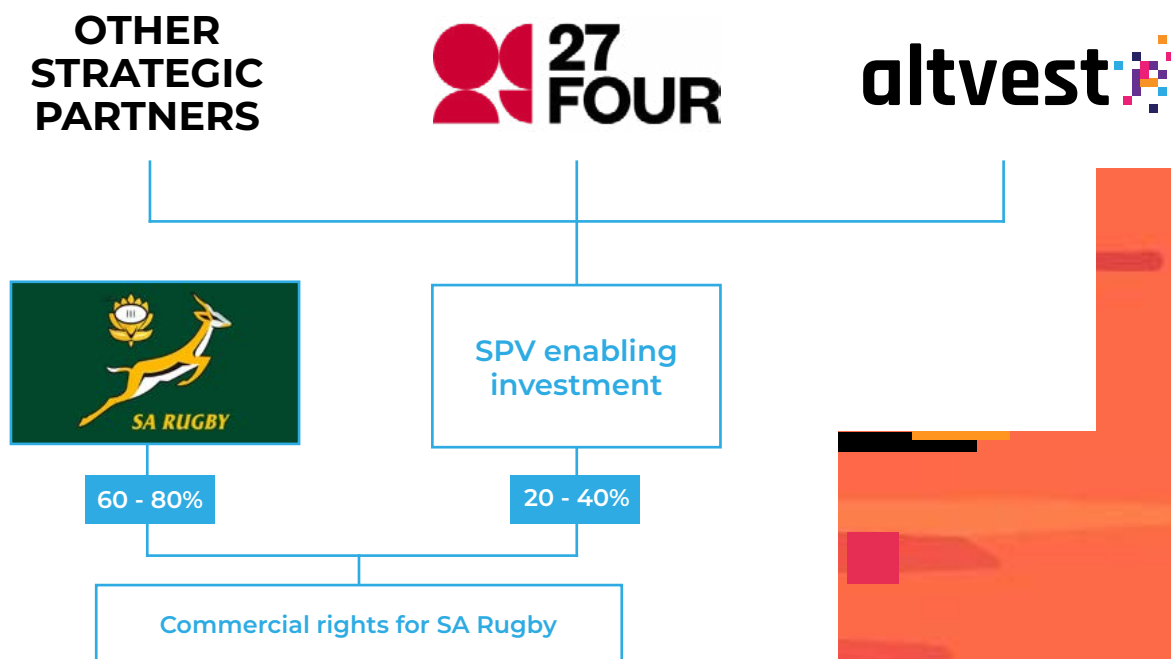 OTHER
STRATEGIC
PARTNERS
27
FOUR
altvest
SA RUGBY
SPV enabling
investment
60 - 80%
20 - 40%
Commercial rights for SA Rugby